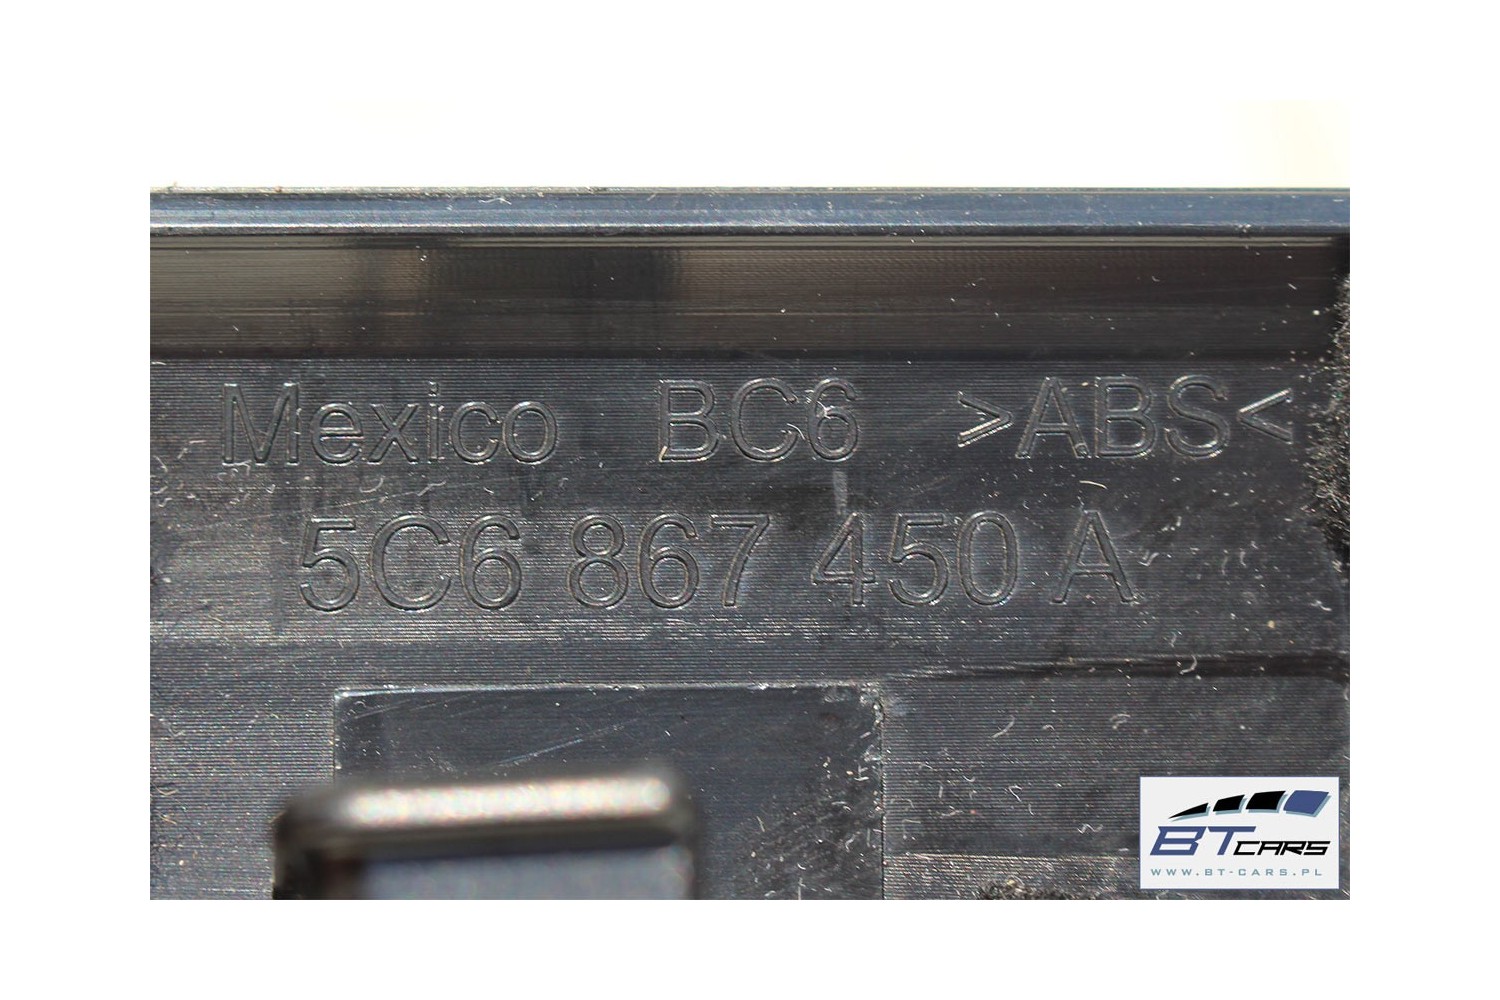 Mexico BC6 >ABS<
5C6 867 450 A
BT CARS
WWW.BT-CARS.PL